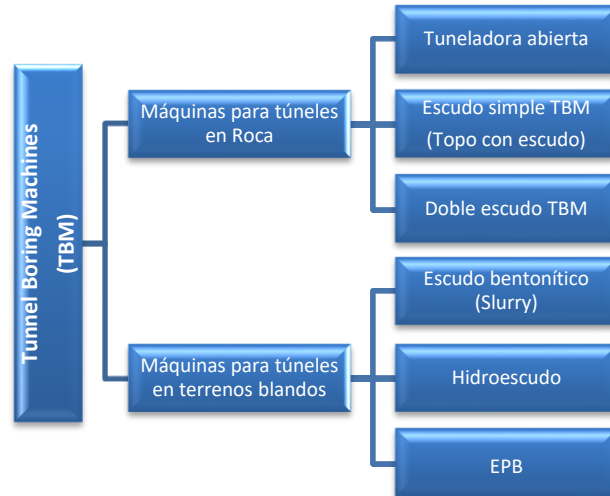 Tunnel Boring Machines
(TBM)
Máquinas para túneles
en Roca
Tuneladora abierta
Escudo simple TBM
(Topo con escudo)
Doble escudo TBM
Máquinas para túneles
en terrenos blandos
Escudo bentonítico
(Slurry)
Hidroescudo
EPB